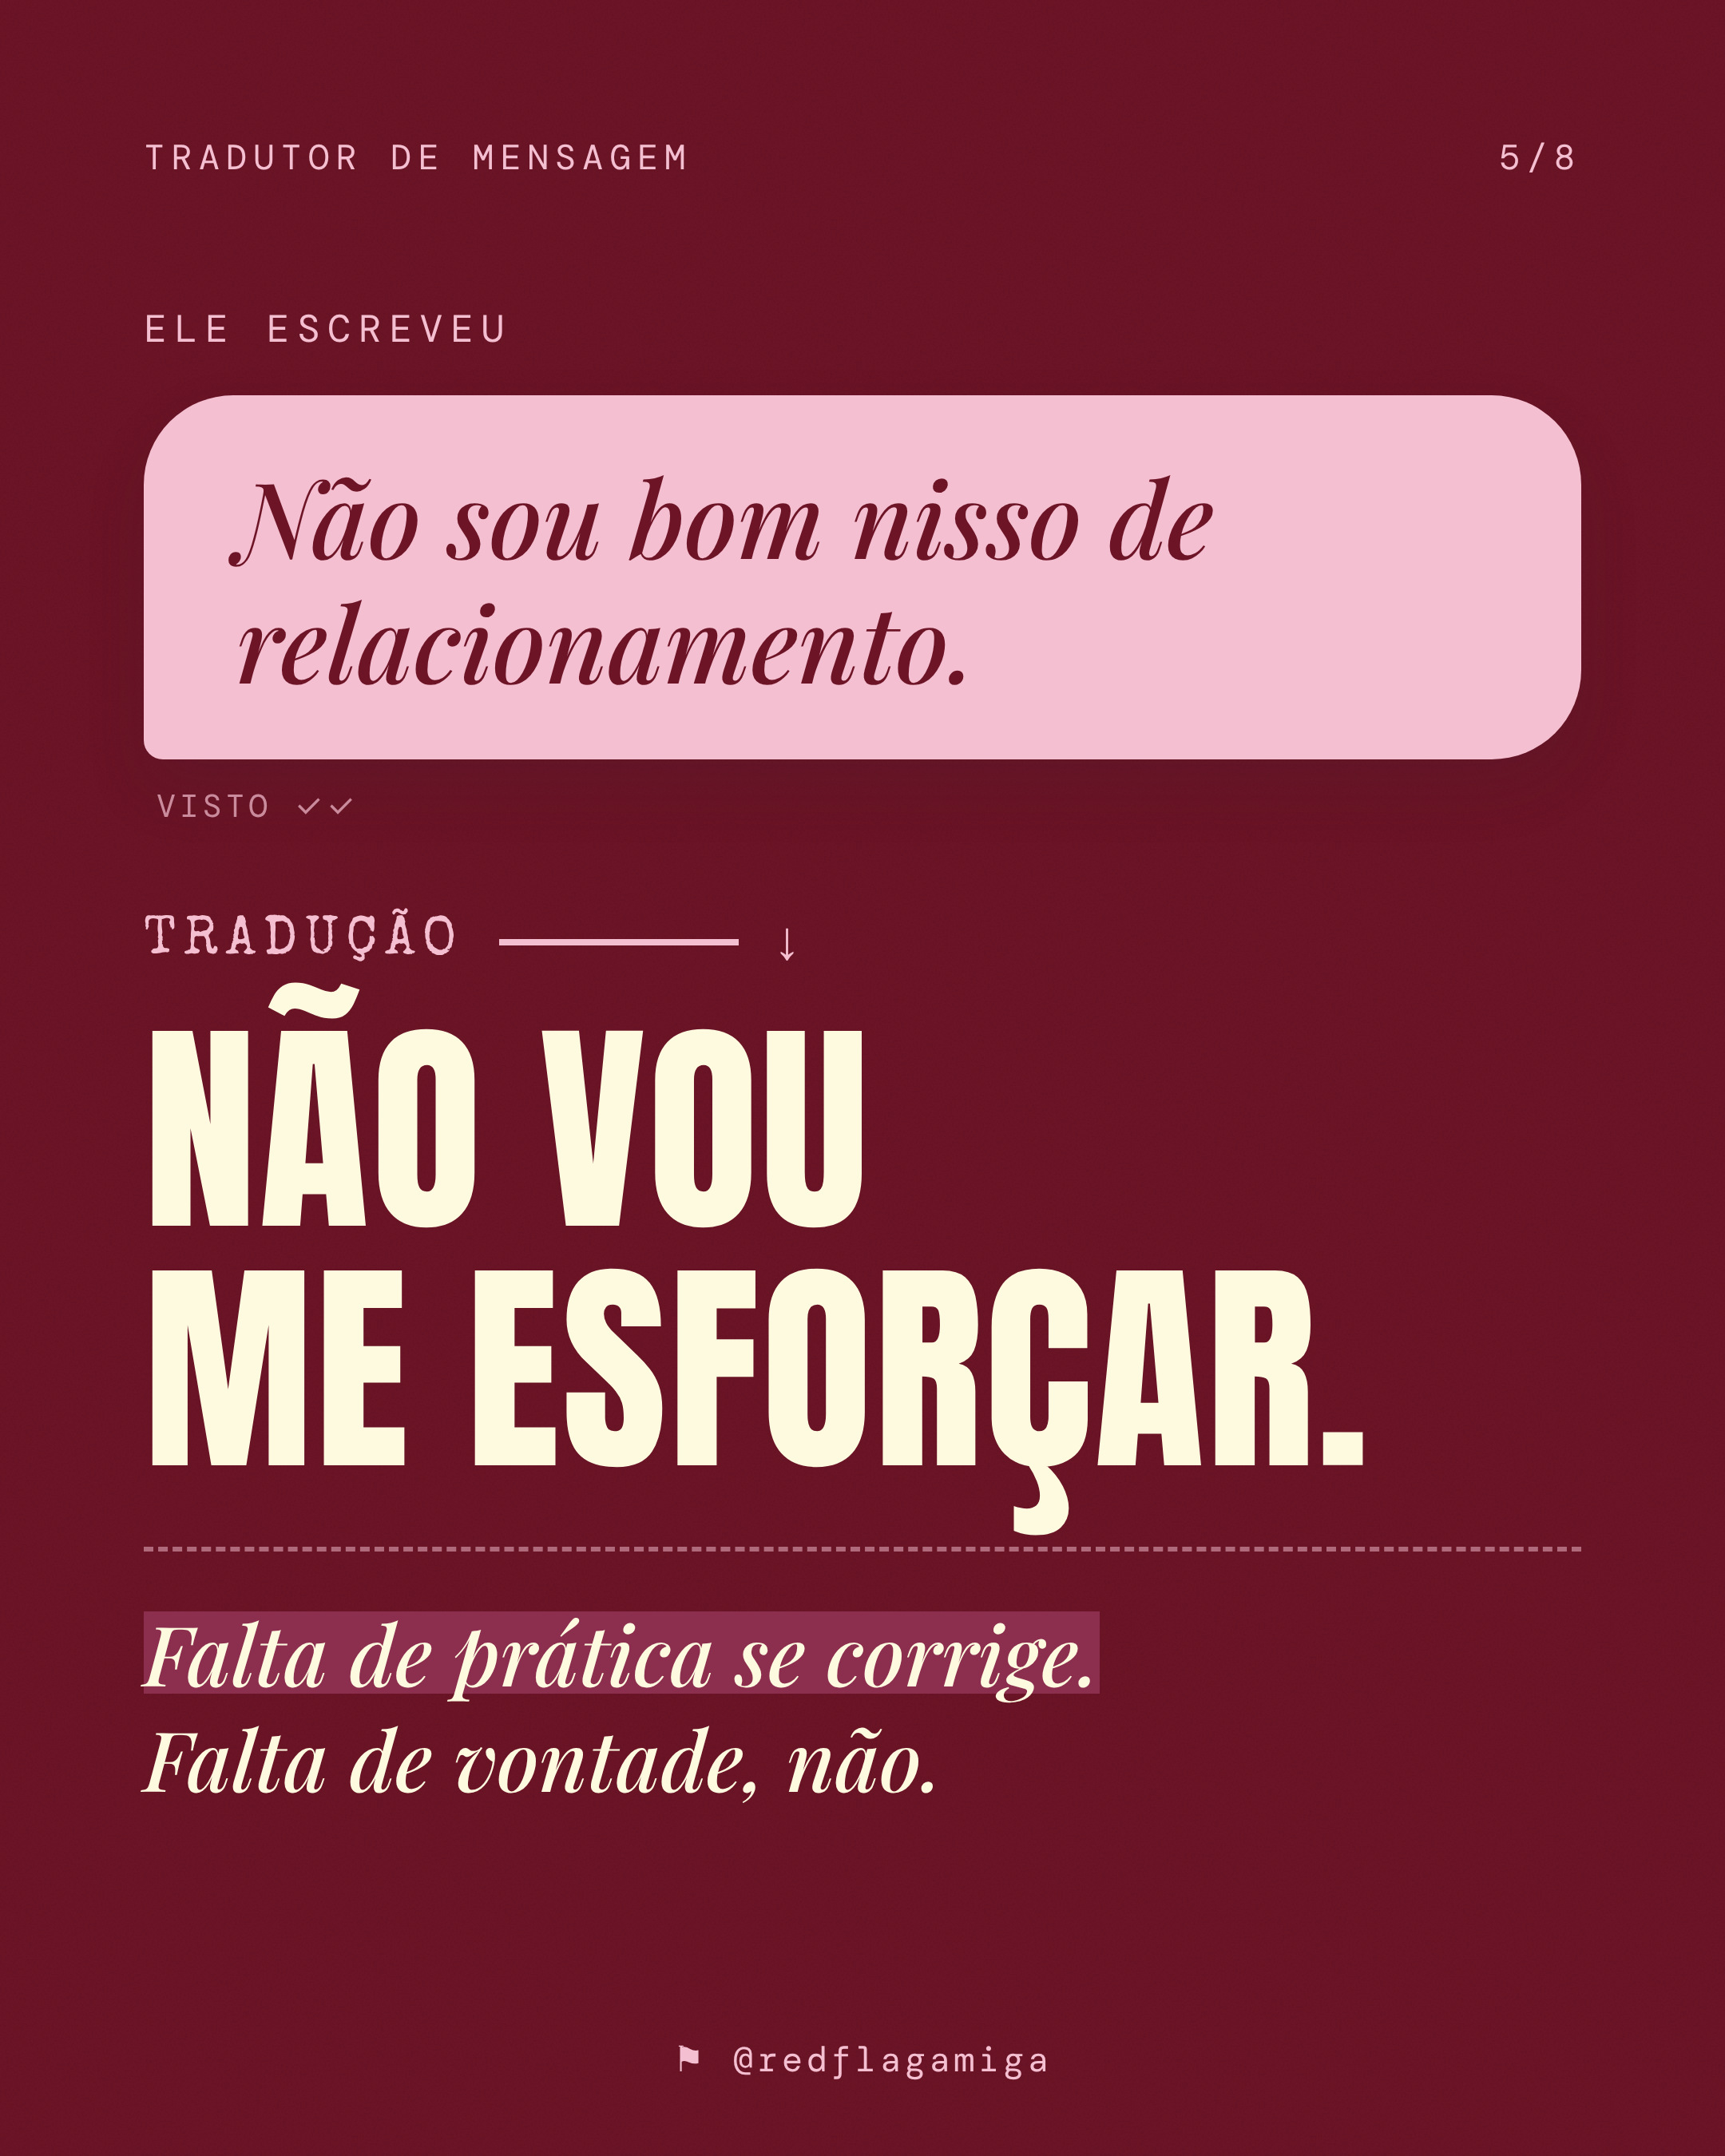 TRADUTOR DE MENSAGEM 5/8
ELE ESCREVEU
Não sou bom nisso de
relacionamento.
VISTO ✓✓
TRADUÇÃO ↓
NÃO VOU
ME ESFORÇAR.
Falta de prática se corrige.
Falta de vontade, não.
⚑ @redflagamiga